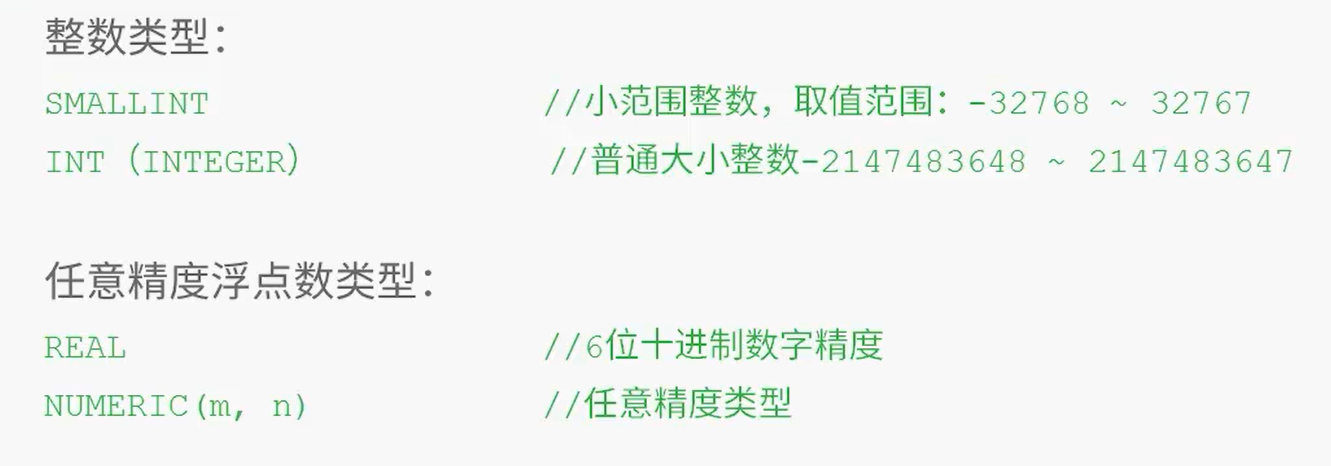 整数类型：
SMALLINT //小范围整数，取值范围：-32768 ~ 32767
INT（INTEGER） //普通大小整数-2147483648 ~ 2147483647
任意精度浮点数类型：
REAL //6位十进制数字精度
NUMERIC(m, n) //任意精度类型